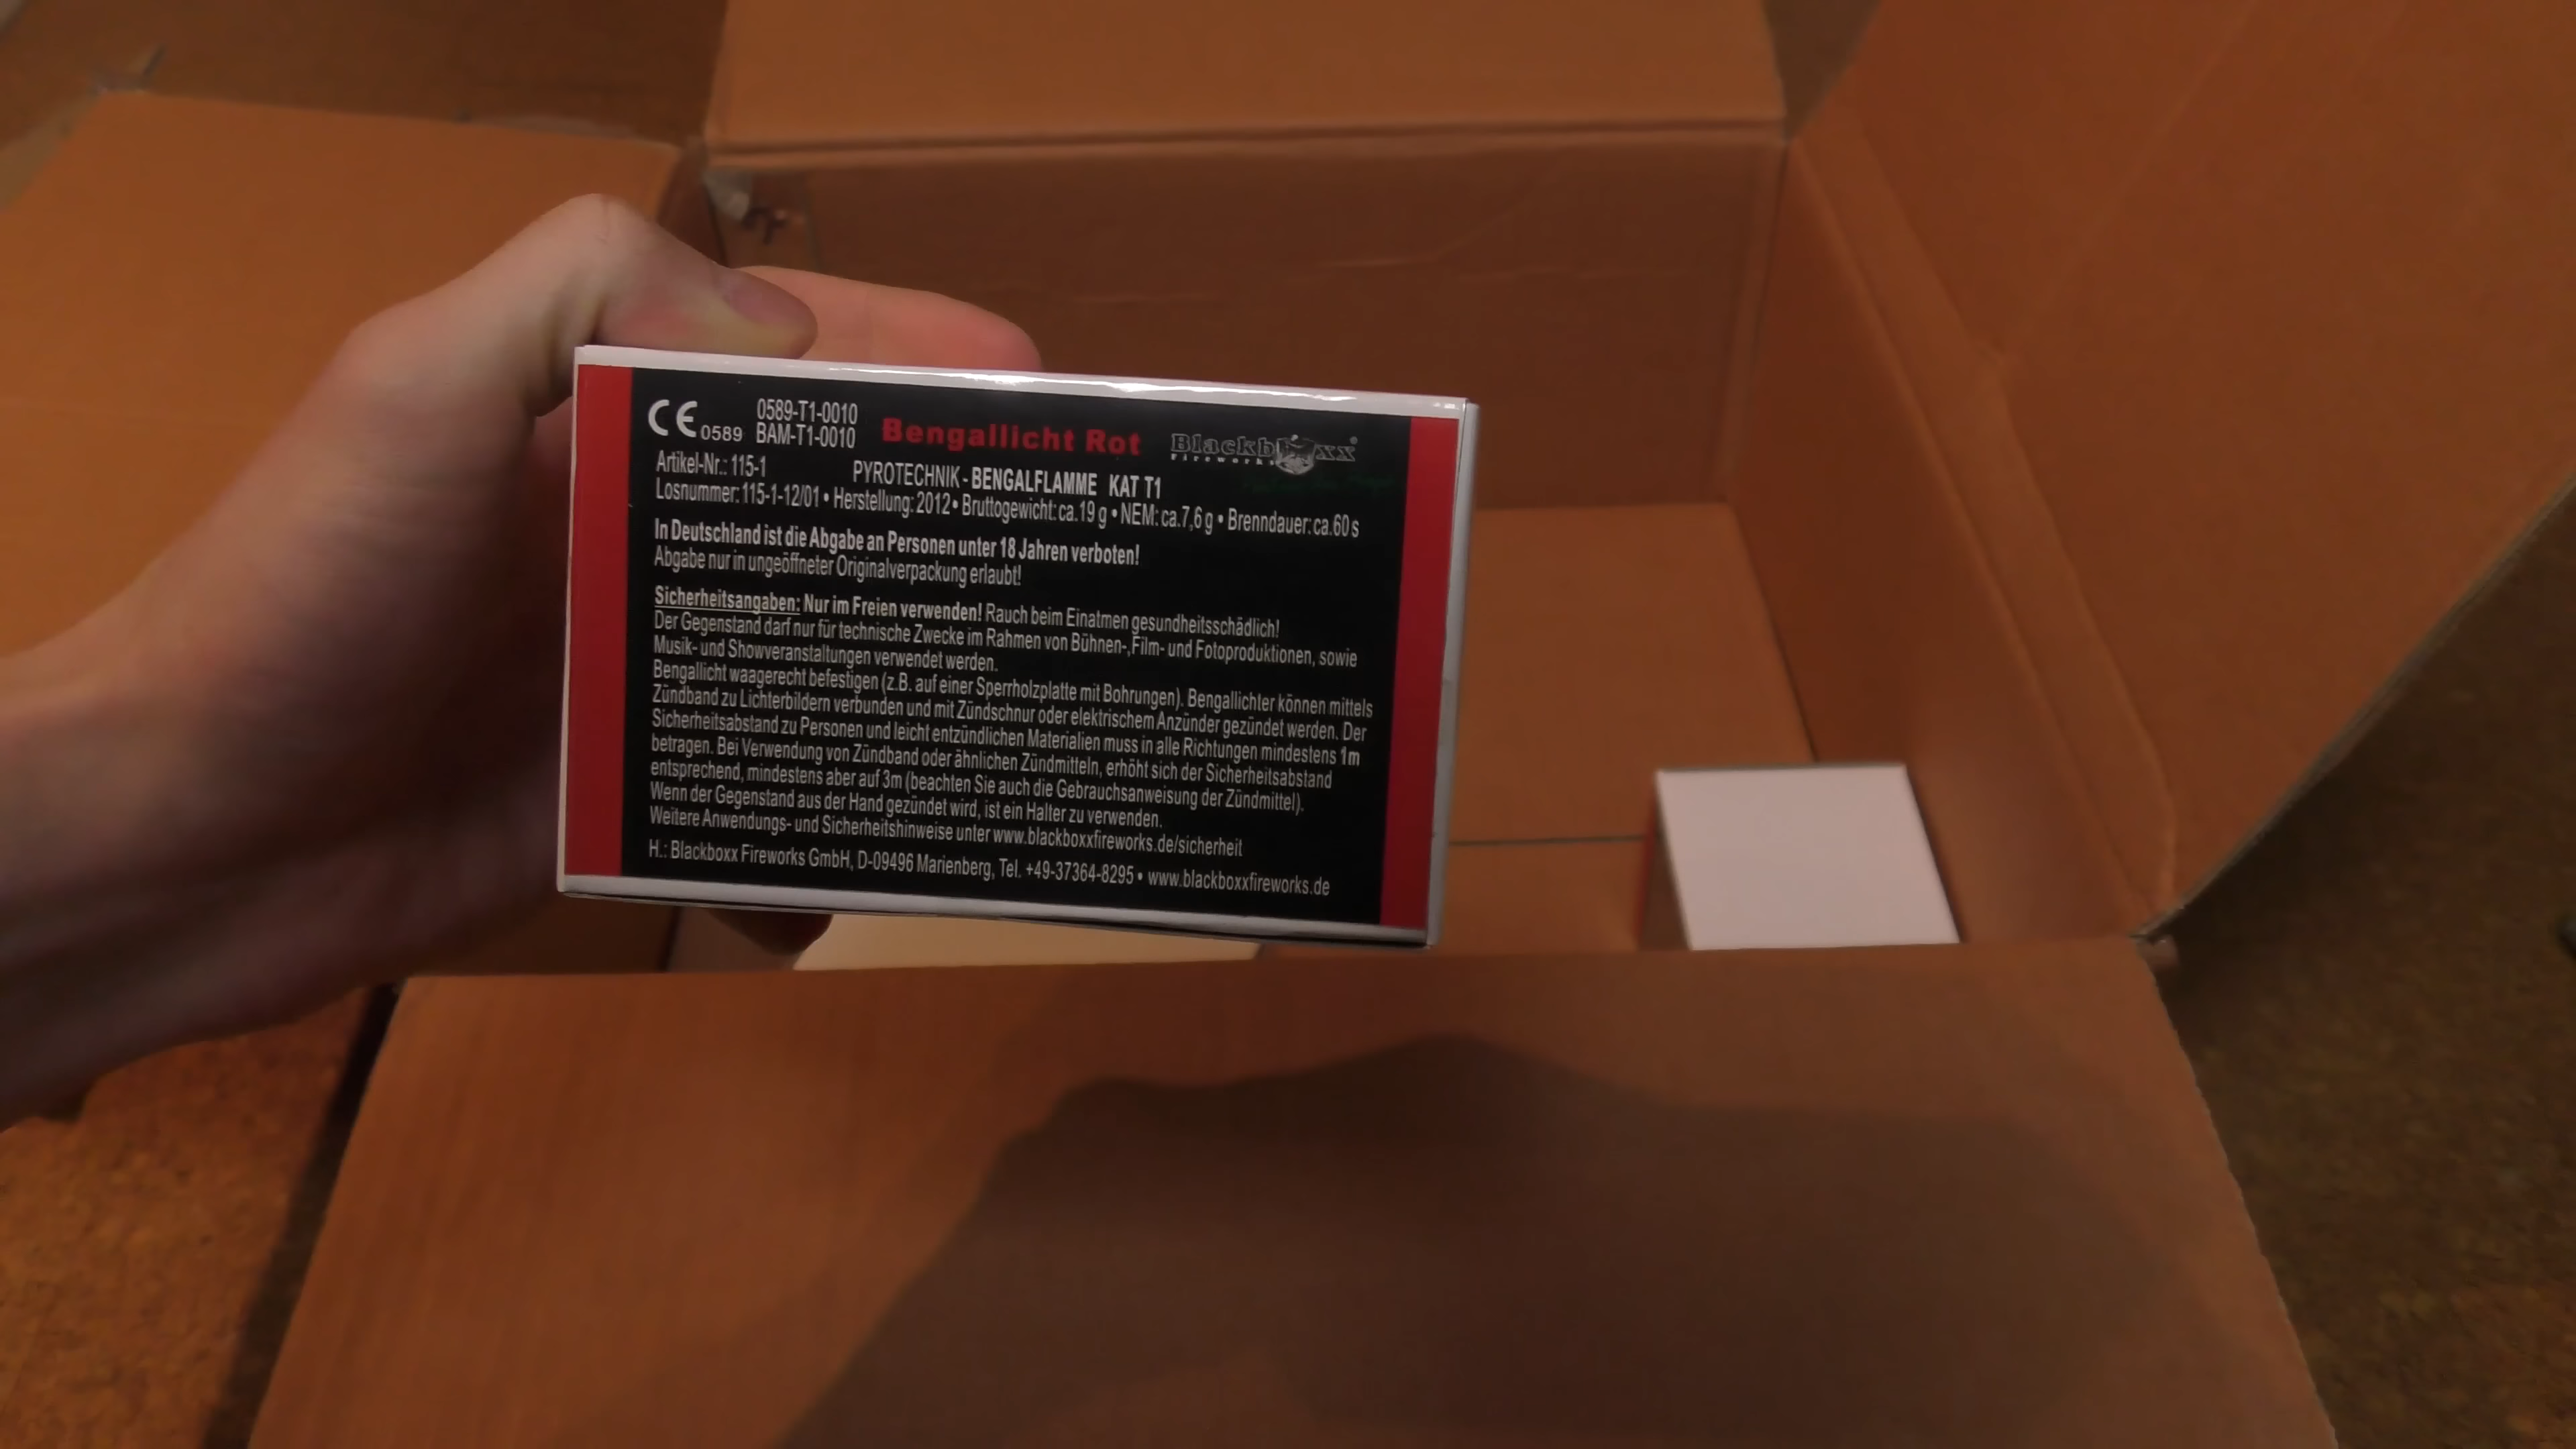 CE 0589 0589-T1-0010
BAM-T1-0010
Bengallicht Rot
Blackboxx
Fireworks
Artikel-Nr.: 115-1
PYROTECHNIK - BENGALFLAMME KAT T1
Losnummer: 115-1-12/01 • Herstellung: 2012 • Bruttogewicht: ca. 19 g • NEM: ca. 7,6 g • Brenndauer: ca. 60 s
In Deutschland ist die Abgabe an Personen unter 18 Jahren verboten!
Abgabe nur in ungeöffneter Originalverpackung erlaubt!
Sicherheitsangaben: Nur im Freien verwenden! Rauch beim Einatmen gesundheitsschädlich!
Der Gegenstand darf nur für technische Zwecke im Rahmen von Bühnen-, Film- und Fotoproduktionen, sowie
Musik- und Showveranstaltungen verwendet werden.
Bengallicht waagerecht befestigen (z.B. auf einer Sperrholzplatte mit Bohrungen). Bengallichter können mittels
Zündband zu Lichterbildern verbunden und mit Zündschnur oder elektrischem Anzünder gezündet werden. Der
Sicherheitsabstand zu Personen und leicht entzündlichen Materialien muss in alle Richtungen mindestens 1m
betragen. Bei Verwendung von Zündband oder ähnlichen Zündmitteln, erhöht sich der Sicherheitsabstand
entsprechend, mindestens aber auf 3m (beachten Sie auch die Gebrauchsanweisung der Zündmittel).
Wenn der Gegenstand aus der Hand gezündet wird, ist ein Halter zu verwenden.
Weitere Anwendungs- und Sicherheitshinweise unter www.blackboxxfireworks.de/sicherheit
H.: Blackboxx Fireworks GmbH, D-09496 Marienberg, Tel. +49-37364-8295 • www.blackboxxfireworks.de